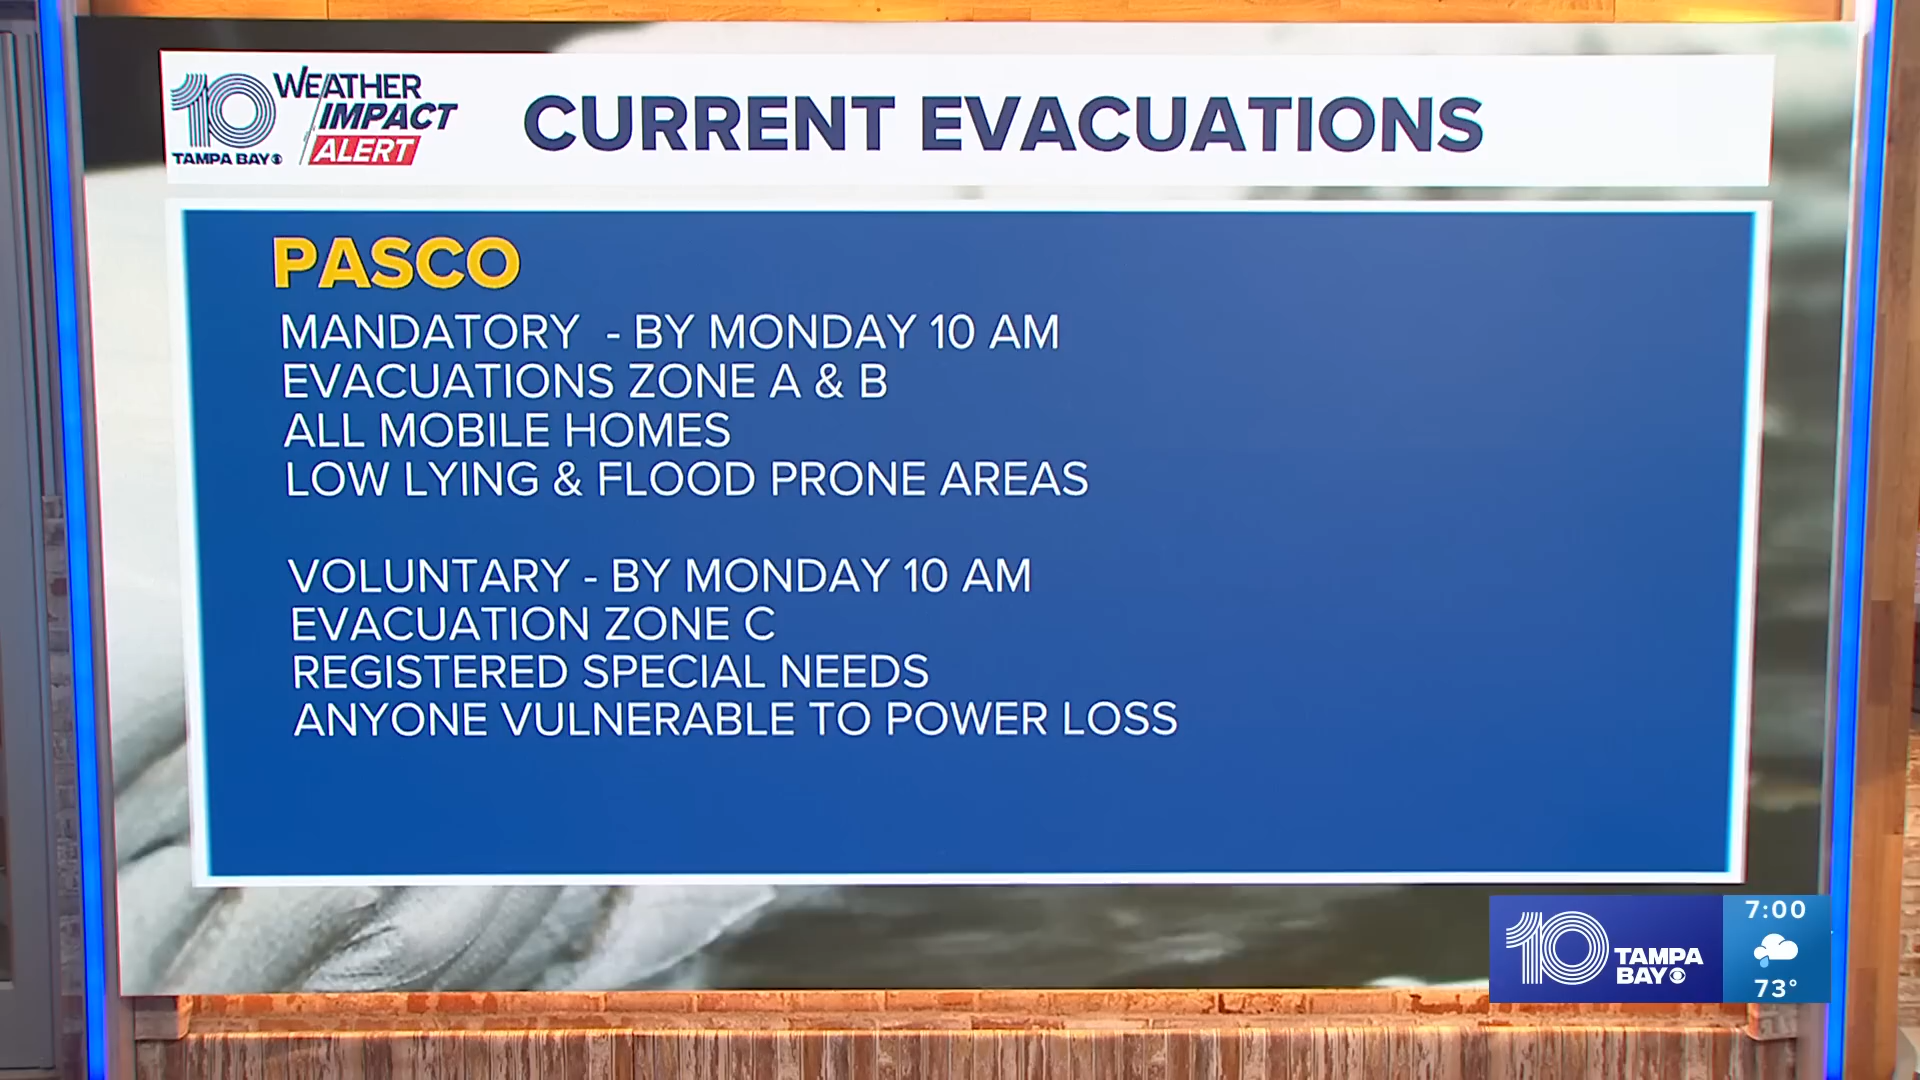 10 WEATHER
IMPACT
ALERT
TAMPA BAY
CURRENT EVACUATIONS
PASCO
MANDATORY - BY MONDAY 10 AM
EVACUATIONS ZONE A & B
ALL MOBILE HOMES
LOW LYING & FLOOD PRONE AREAS
VOLUNTARY - BY MONDAY 10 AM
EVACUATION ZONE C
REGISTERED SPECIAL NEEDS
ANYONE VULNERABLE TO POWER LOSS
10 TAMPA
BAY
7:00
73°